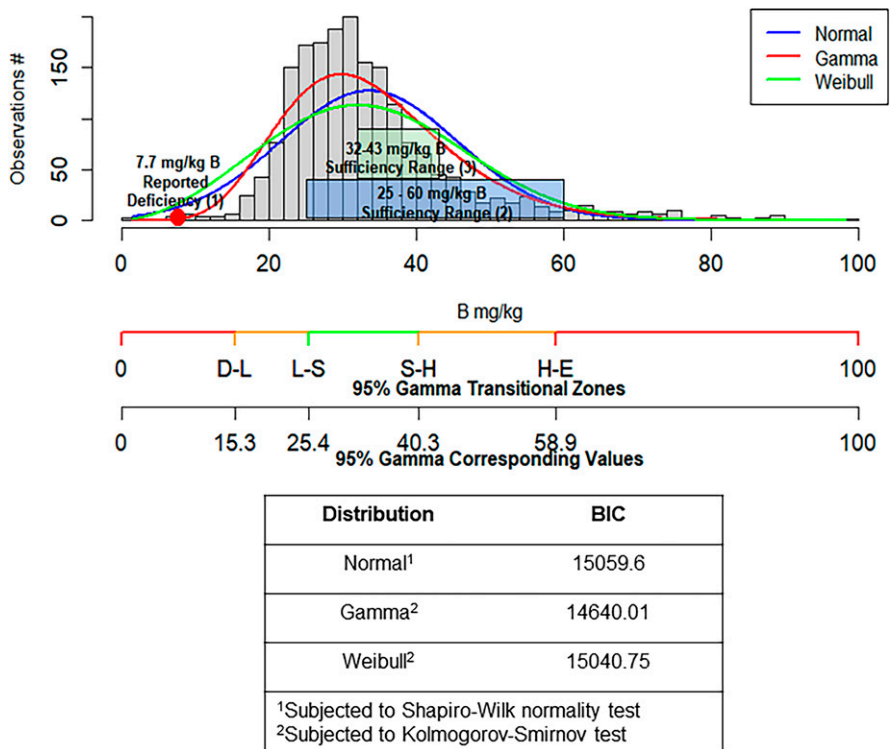 Observations #
150
50
0
Normal
Gamma
Weibull
7.7 mg/kg B
Reported
Deficiency (1)
32-43 mg/kg B
Sufficiency Range (3)
25 - 60 mg/kg B
Sufficiency Range (2)
0 20 40 60 80 100
B mg/kg
0 D-L L-S S-H H-E 100
95% Gamma Transitional Zones
0 15.3 25.4 40.3 58.9 100
95% Gamma Corresponding Values
Distribution BIC
Normal¹ 15059.6
Gamma² 14640.01
Weibull² 15040.75
¹Subjected to Shapiro-Wilk normality test
²Subjected to Kolmogorov-Smirnov test